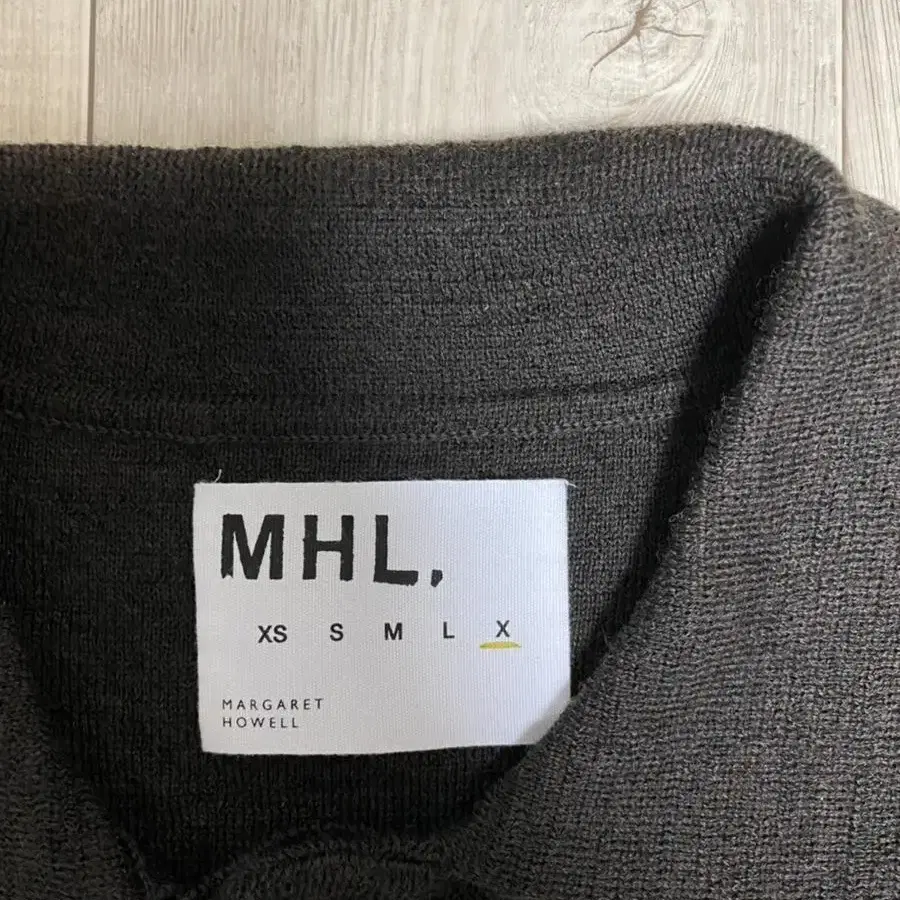 MHL.
XS S M L X
MARGARET
HOWELL